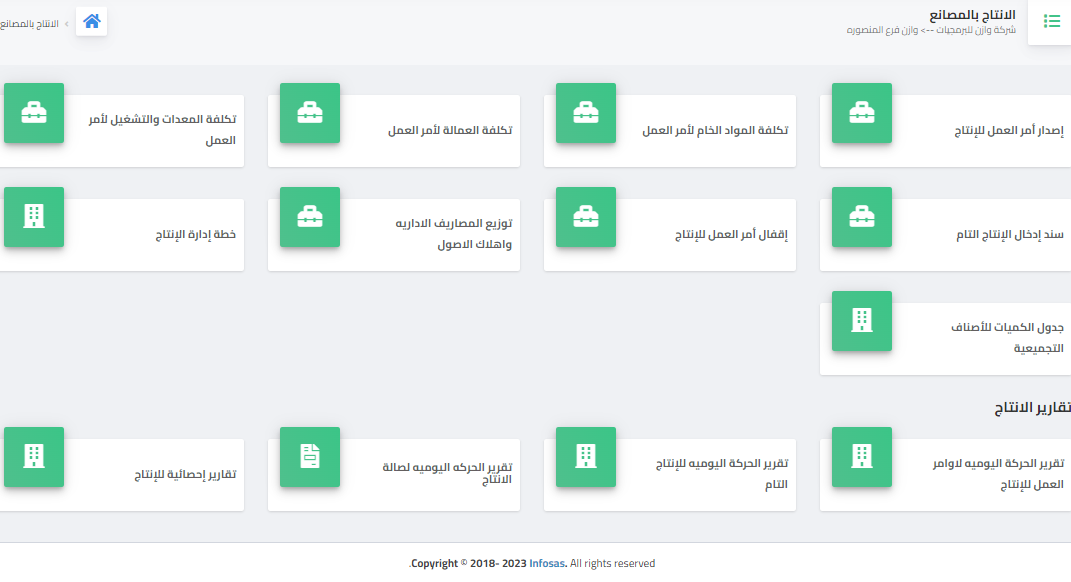 الانتاج بالمصانع
شركة وازن للبرمجيات --> وازن فرع المنصوره
الانتاج بالمصانع
إصدار أمر العمل للإنتاج
تكلفة المواد الخام لأمر العمل
تكلفة العمالة لأمر العمل
تكلفة المعدات والتشغيل لأمر
العمل
سند إدخال الإنتاج التام
إقفال أمر العمل للإنتاج
توزيع المصاريف الاداريه
واهلاك الاصول
خطة إدارة الإنتاج
جدول الكميات للأصناف
التجميعية
تقارير الانتاج
تقرير الحركة اليوميه لاوامر
العمل للإنتاج
تقرير الحركة اليوميه للإنتاج
التام
تقرير الحركه اليوميه لصالة
الانتاج
تقارير إحصائية للإنتاج
Copyright © 2018- 2023 Infosas. All rights reserved.